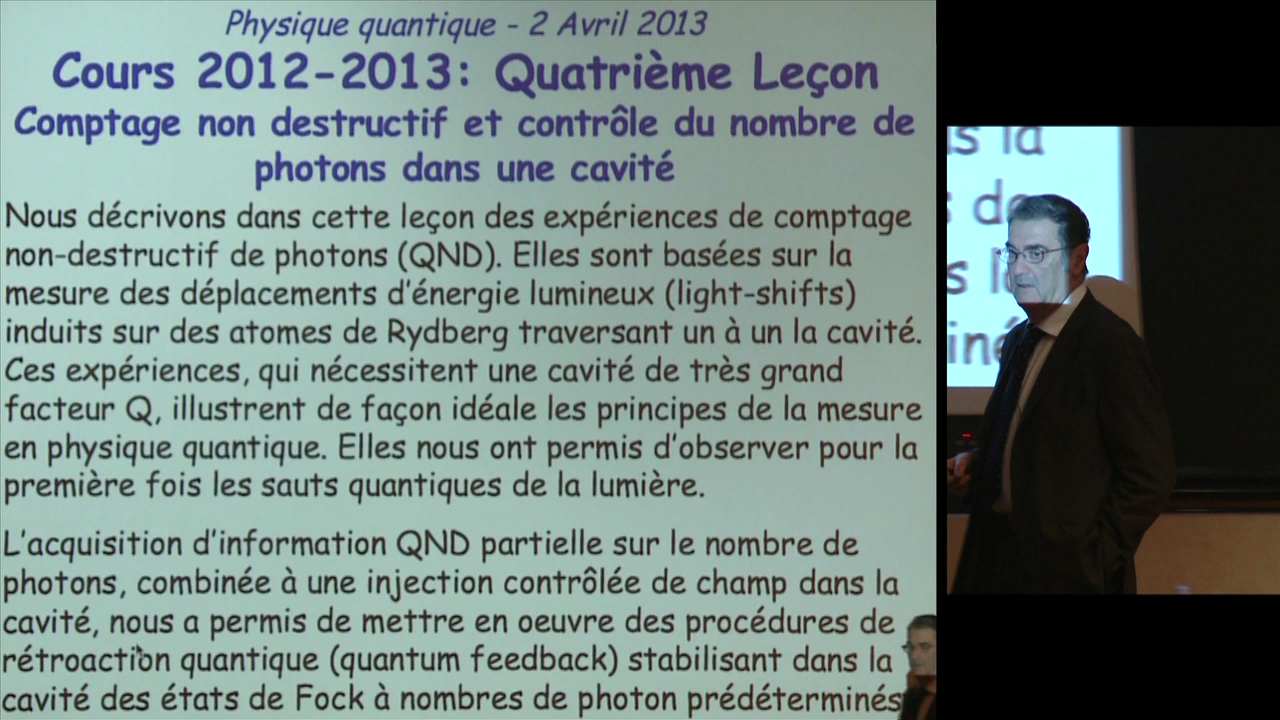 Physique quantique - 2 Avril 2013
Cours 2012-2013: Quatrième Leçon
Comptage non destructif et contrôle du nombre de
photons dans une cavité
Nous décrivons dans cette leçon des expériences de comptage
non-destructif de photons (QND). Elles sont basées sur la
mesure des déplacements d'énergie lumineux (light-shifts)
induits sur des atomes de Rydberg traversant un à un la cavité.
Ces expériences, qui nécessitent une cavité de très grand
facteur Q, illustrent de façon idéale les principes de la mesure
en physique quantique. Elles nous ont permis d'observer pour la
première fois les sauts quantiques de la lumière.
L'acquisition d'information QND partielle sur le nombre de
photons, combinée à une injection contrôlée de champ dans la
cavité, nous a permis de mettre en oeuvre des procédures de
rétroaction quantique (quantum feedback) stabilisant dans la
cavité des états de Fock à nombres de photon prédéterminés
la
de